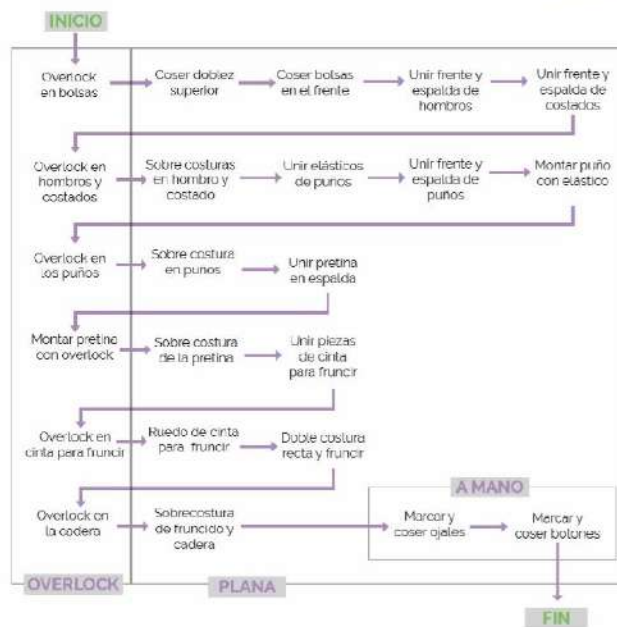 INICIO
Overlock
en bolsas
Coser doblez
superior
Coser bolsas
en el frente
Unir frente y
espalda de
hombros
Unir frente y
espalda de
costados
Overlock en
hombros y
costados
Sobre costuras
en hombro y
costado
Unir elásticos
de punos
Unir frente y
espalda de
puños
Montar puño
con elástico
Overlock en
los puños
Sobre costura
en punos
Unir pretina
en espalda
Montar pretina
con overlock
Sobre costura
de la pretina
Unir piezas
de cinta
para fruncir
Overlock en
cinta para fruncir
Ruedo de cinta
para fruncir
Doble costura
recta y fruncir
Overlock en
la cadera
Sobrecostura
de fruncido y
cadera
A MANO
Marcar y
coser ojales
Marcar y
coser botones
OVERLOCK
PLANA
FIN